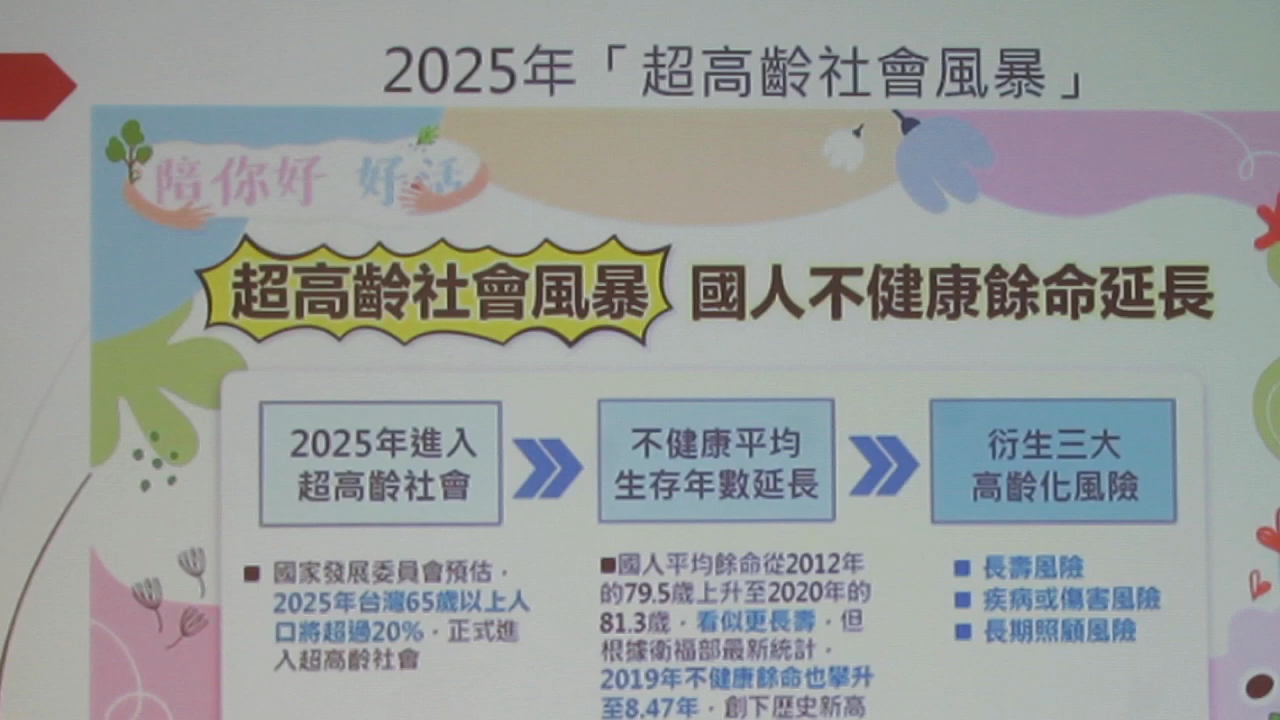 2025年「超高齡社會風暴」
陪你好 好活
超高齡社會風暴 國人不健康餘命延長
2025年進入
超高齡社會
不健康平均
生存年數延長
衍生三大
高齡化風險
■ 國家發展委員會預估，
2025年台灣65歲以上人
口將超過20%，正式進
入超高齡社會
■國人平均餘命從2012年
的79.5歲上升至2020年的
81.3歲，看似更長壽，但
根據衛福部最新統計，
2019年不健康餘命也攀升
至8.47年，創下歷史新高
■ 長壽風險
■ 疾病或傷害風險
■ 長期照顧風險